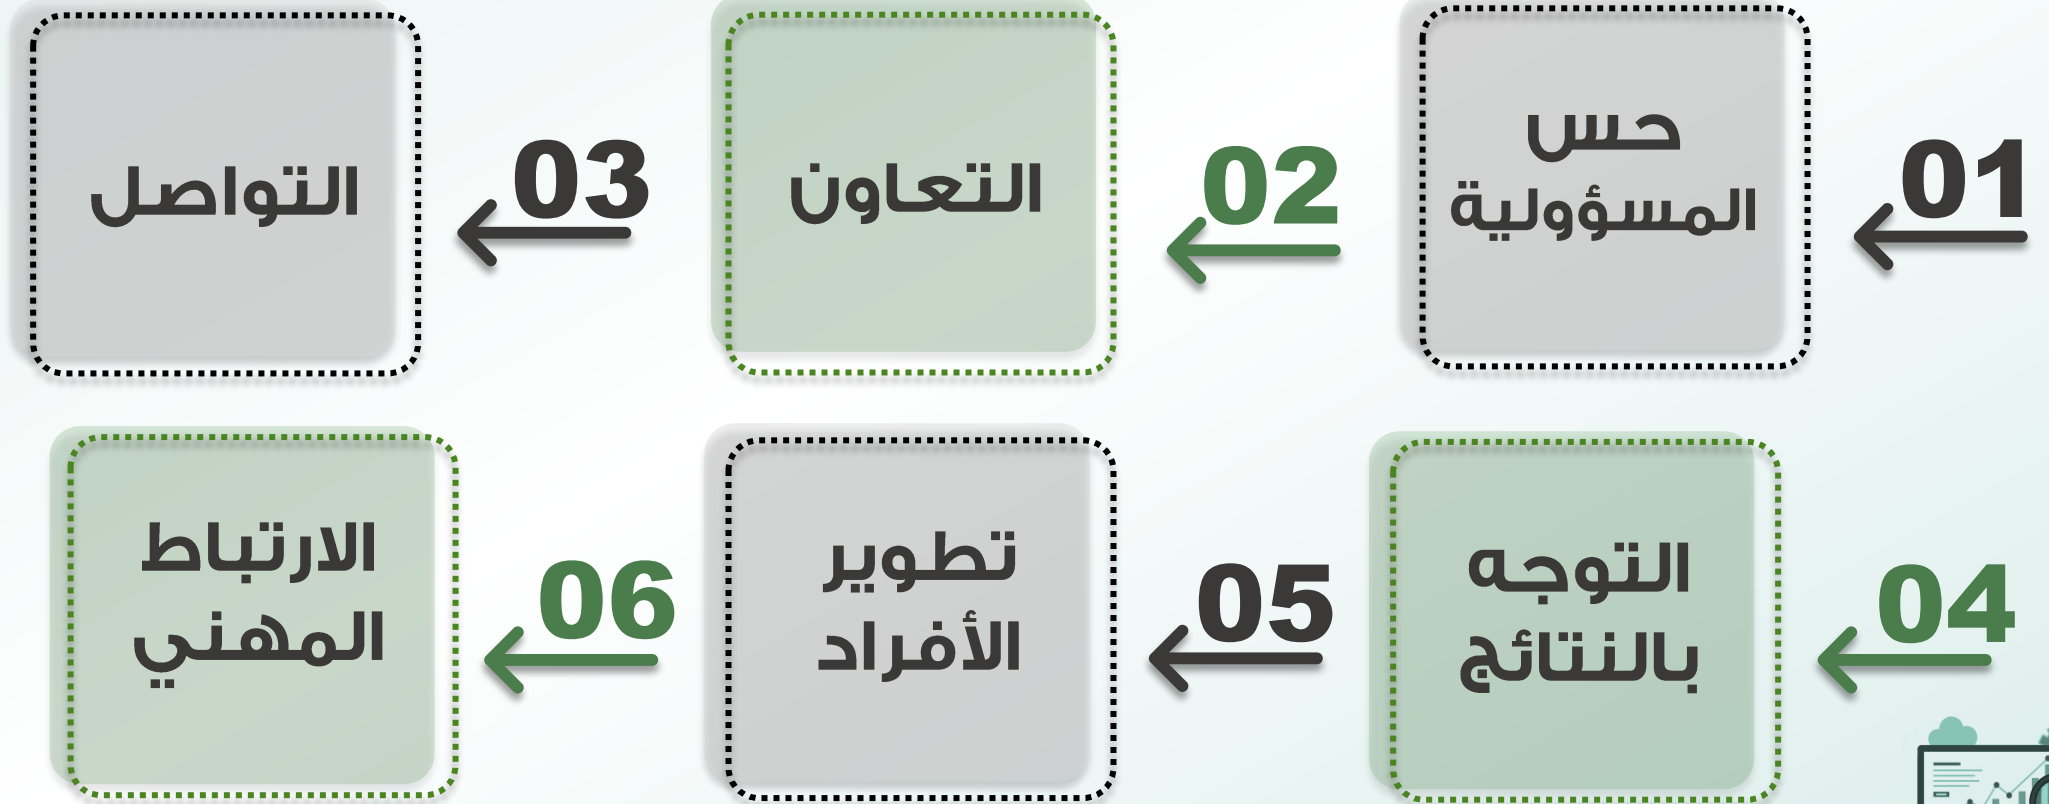 01
حس
المسؤولية
02
التعاون
03
التواصل
04
التوجه
بالنتائج
05
تطوير
الأفراد
06
الارتباط
المهني